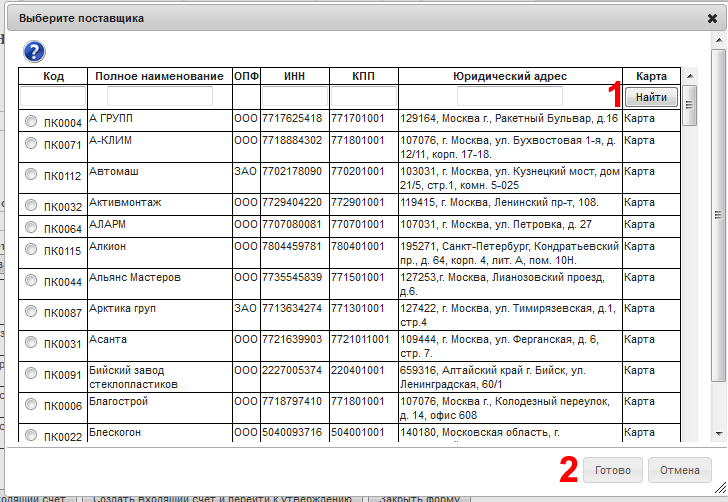 Выберите поставщика
?
Код Полное наименование ОПФ ИНН КПП Юридический адрес Карта
1 Найти
ПК0004 А ГРУПП ООО 7717625418 771701001 129164, Москва г., Ракетный Бульвар, д.16 Карта
ПК0071 А-КЛИМ ООО 7718884302 771801001 107076, г. Москва, ул. Бухвостовая 1-я, д. Карта
12/11, корп. 17-18.
ПК0112 Автомаш ЗАО 7702178090 770201001 103031, г. Москва, ул. Кузнецкий мост, дом Карта
21/5, стр.1, комн. 5-025
ПК0032 Активмонтаж ООО 7729404220 772901001 119415, г. Москва, Ленинский пр-т, 108. Карта
ПК0064 АЛАРМ ООО 7707080081 770701001 107031, г. Москва, ул. Петровка, д. 27 Карта
ПК0115 Алкион ООО 7804459781 780401001 195271, Санкт-Петербург, Кондратьевский Карта
пр., д. 64, корп. 4, лит. А, пом. 10Н.
ПК0044 Альянс Мастеров ООО 7735545839 771501001 127253,г. Москва, Лианозовский проезд, Карта
д.6.
ПК0087 Арктика груп ЗАО 7713634274 771301001 127422, г. Москва, ул. Тимирязевская, д.1, Карта
стр.4
ПК0031 Асанта ООО 7721639903 7721011001 109444, г. Москва, ул. Ферганская, д. 6, Карта
стр. 7.
ПК0091 Бийский завод ООО 2227005374 220401001 659316, Алтайский край г. Бийск, ул. Карта
стеклопластиков Ленинградская, 60/1
ПК0006 Благострой ООО 7718797410 771801001 107076, Москва г., Колодезный переулок, Карта
д. 14, офис 608
ПК0022 Блескогон ООО 5040093716 504001001 140180, Московская область, г. Карта
2 Готово Отмена
входящий счет Создать входящий счет и перейти к утверждению Закрыть форму